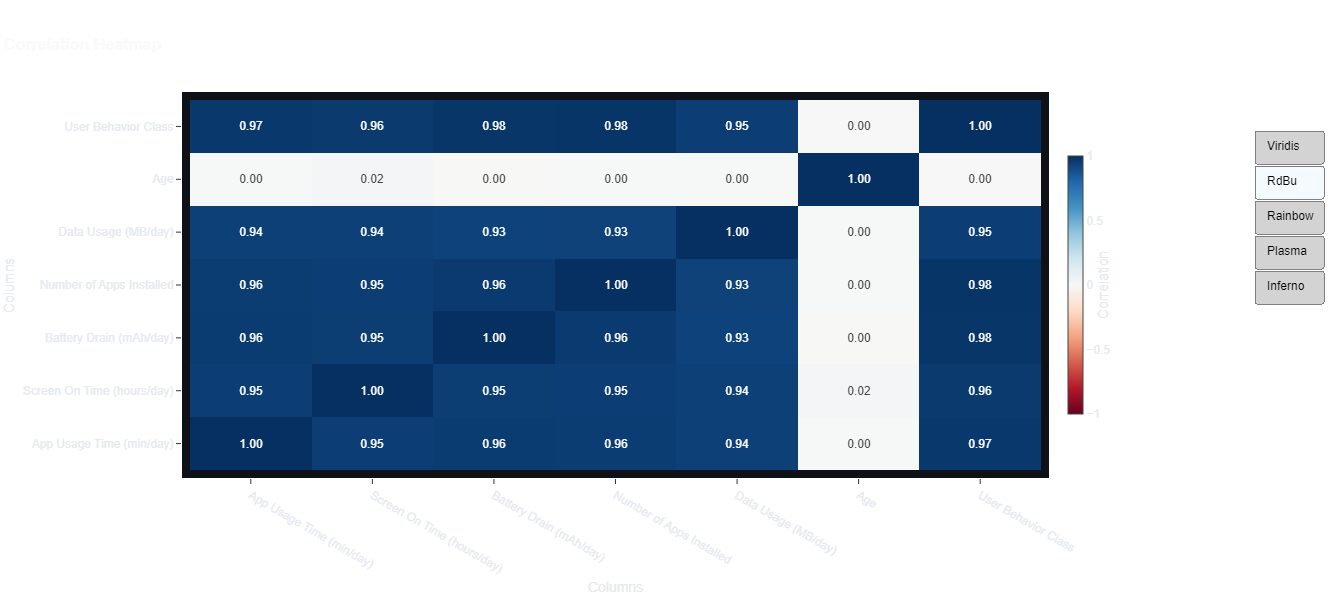 Correlation Heatmap
User Behavior Class 0.97 0.96 0.98 0.98 0.95 0.00 1.00
Age 0.00 0.02 0.00 0.00 0.00 1.00 0.00
Data Usage (MB/day) 0.94 0.94 0.93 0.93 1.00 0.00 0.95
Number of Apps Installed 0.96 0.95 0.96 1.00 0.93 0.00 0.98
Battery Drain (mAh/day) 0.96 0.95 1.00 0.96 0.93 0.00 0.98
Screen On Time (hours/day) 0.95 1.00 0.95 0.95 0.94 0.02 0.96
App Usage Time (min/day) 1.00 0.95 0.96 0.96 0.94 0.00 0.97
Columns
App Usage Time (min/day)
Screen On Time (hours/day)
Battery Drain (mAh/day)
Number of Apps Installed
Data Usage (MB/day)
Age
User Behavior Class
Columns
1
0.5
0
−0.5
−1
Correlation
Viridis
RdBu
Rainbow
Plasma
Inferno